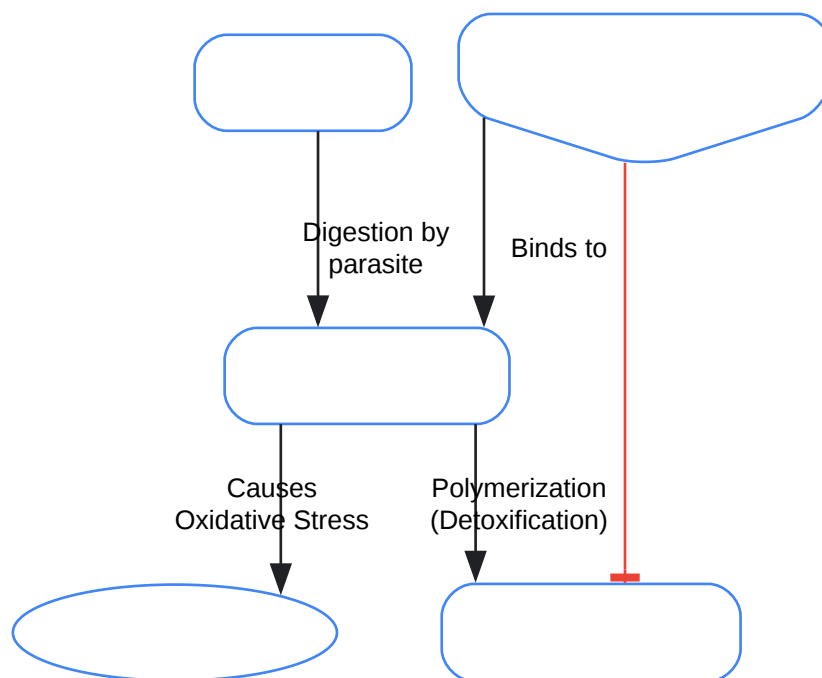 Digestion by
parasite
Binds to
Causes
Oxidative Stress
Polymerization
(Detoxification)